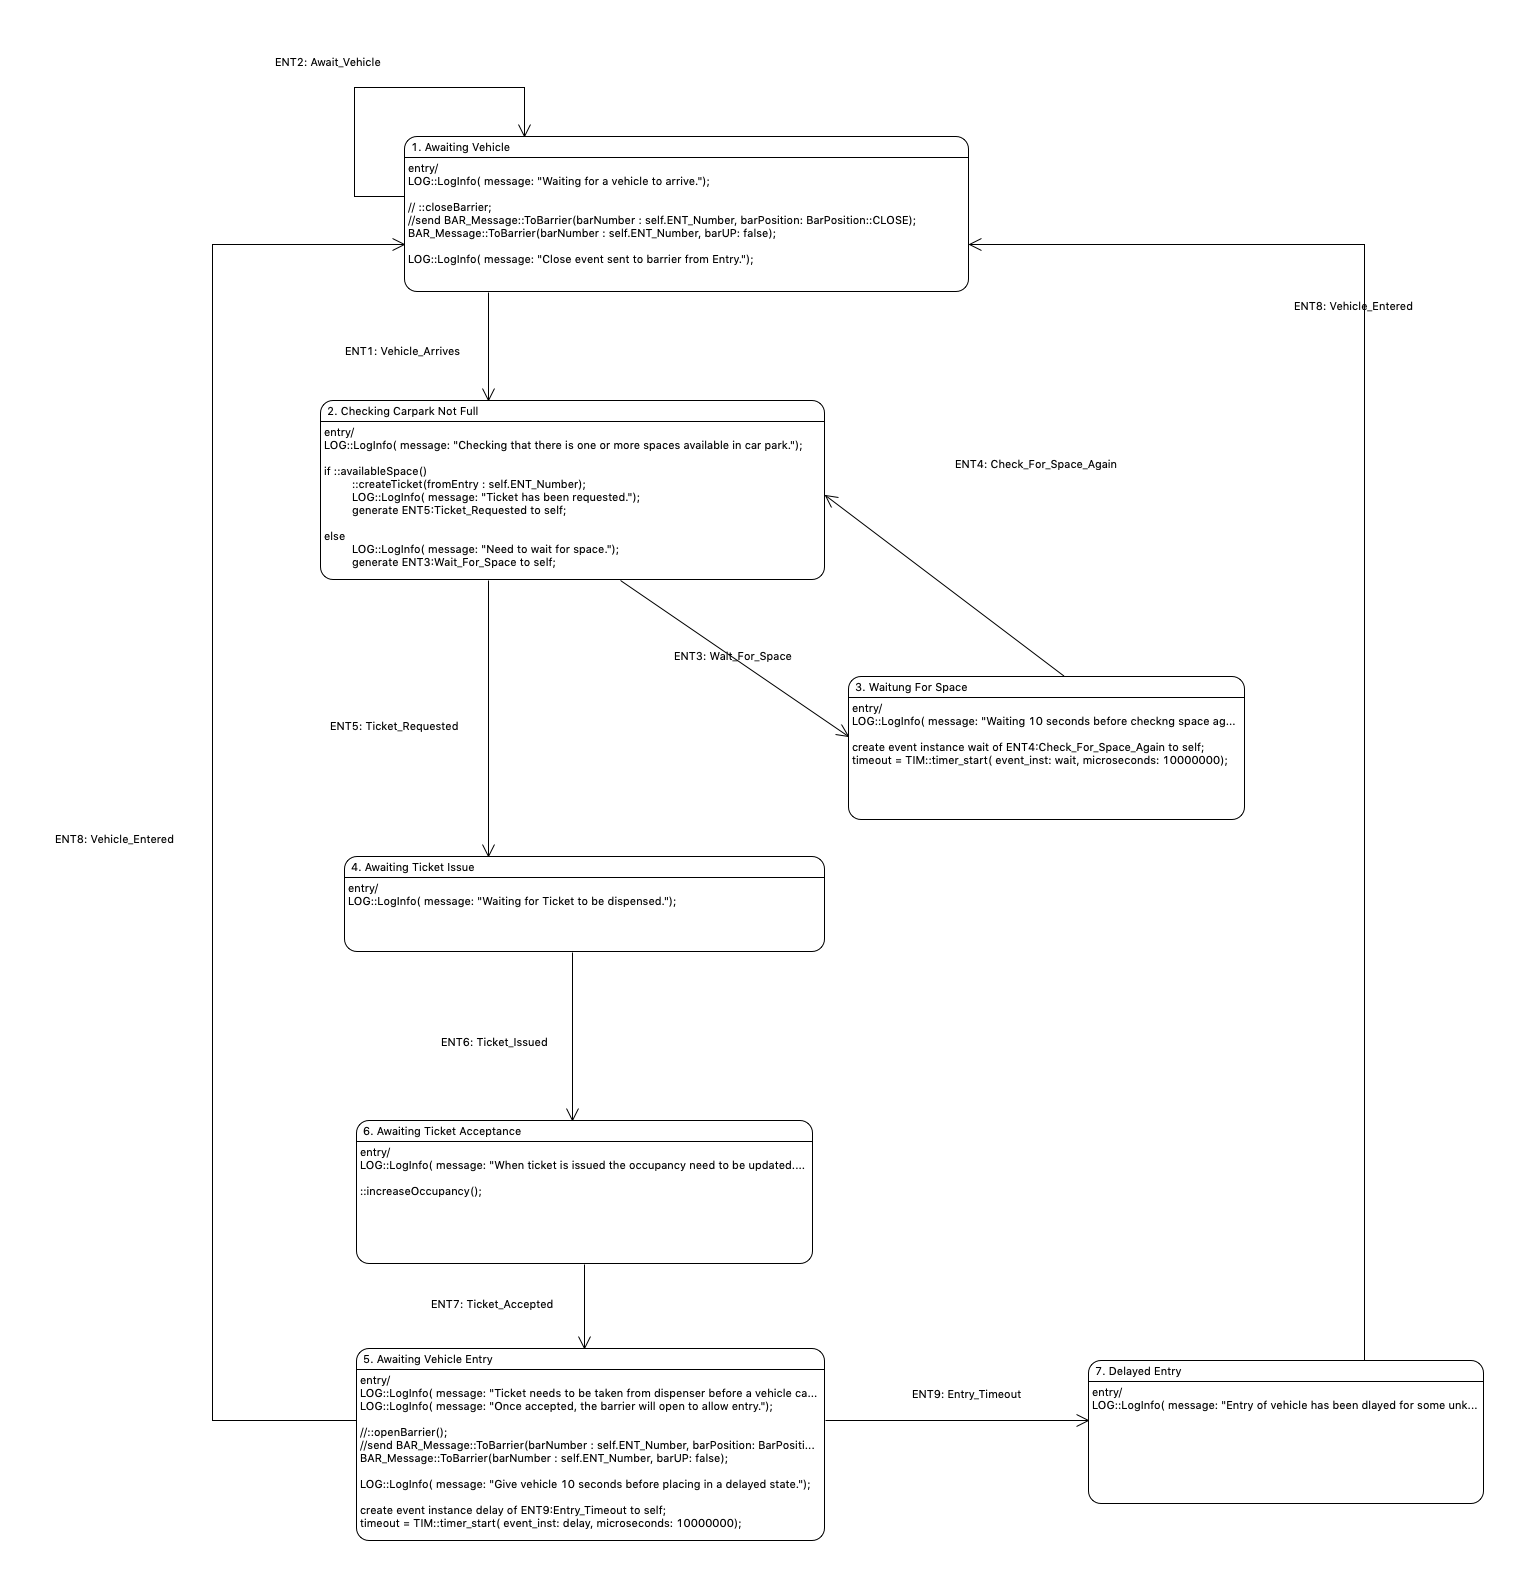 ENT2: Await_Vehicle
1. Awaiting Vehicle
entry/
LOG::LogInfo( message: "Waiting for a vehicle to arrive.");
// ::closeBarrier;
//send BAR_Message::ToBarrier(barNumber : self.ENT_Number, barPosition: BarPosition::CLOSE);
BAR_Message::ToBarrier(barNumber : self.ENT_Number, barUP: false);
LOG::LogInfo( message: "Close event sent to barrier from Entry.");
ENT8: Vehicle_Entered
ENT1: Vehicle_Arrives
2. Checking Carpark Not Full
entry/
LOG::LogInfo( message: "Checking that there is one or more spaces available in car park.");
if ::availableSpace()
::createTicket(fromEntry : self.ENT_Number);
LOG::LogInfo( message: "Ticket has been requested.");
generate ENT5:Ticket_Requested to self;
else
LOG::LogInfo( message: "Need to wait for space.");
generate ENT3:Wait_For_Space to self;
ENT4: Check_For_Space_Again
ENT3: Wait_For_Space
3. Waitung For Space
entry/
LOG::LogInfo( message: "Waiting 10 seconds before checkng space ag...
create event instance wait of ENT4:Check_For_Space_Again to self;
timeout = TIM::timer_start( event_inst: wait, microseconds: 10000000);
ENT5: Ticket_Requested
ENT8: Vehicle_Entered
4. Awaiting Ticket Issue
entry/
LOG::LogInfo( message: "Waiting for Ticket to be dispensed.");
ENT6: Ticket_Issued
6. Awaiting Ticket Acceptance
entry/
LOG::LogInfo( message: "When ticket is issued the occupancy need to be updated....
::increaseOccupancy();
ENT7: Ticket_Accepted
5. Awaiting Vehicle Entry
entry/
LOG::LogInfo( message: "Ticket needs to be taken from dispenser before a vehicle ca...
LOG::LogInfo( message: "Once accepted, the barrier will open to allow entry.");
//::openBarrier();
//send BAR_Message::ToBarrier(barNumber : self.ENT_Number, barPosition: BarPositi...
BAR_Message::ToBarrier(barNumber : self.ENT_Number, barUP: false);
LOG::LogInfo( message: "Give vehicle 10 seconds before placing in a delayed state.");
create event instance delay of ENT9:Entry_Timeout to self;
timeout = TIM::timer_start( event_inst: delay, microseconds: 10000000);
ENT9: Entry_Timeout
7. Delayed Entry
entry/
LOG::LogInfo( message: "Entry of vehicle has been dlayed for some unk...